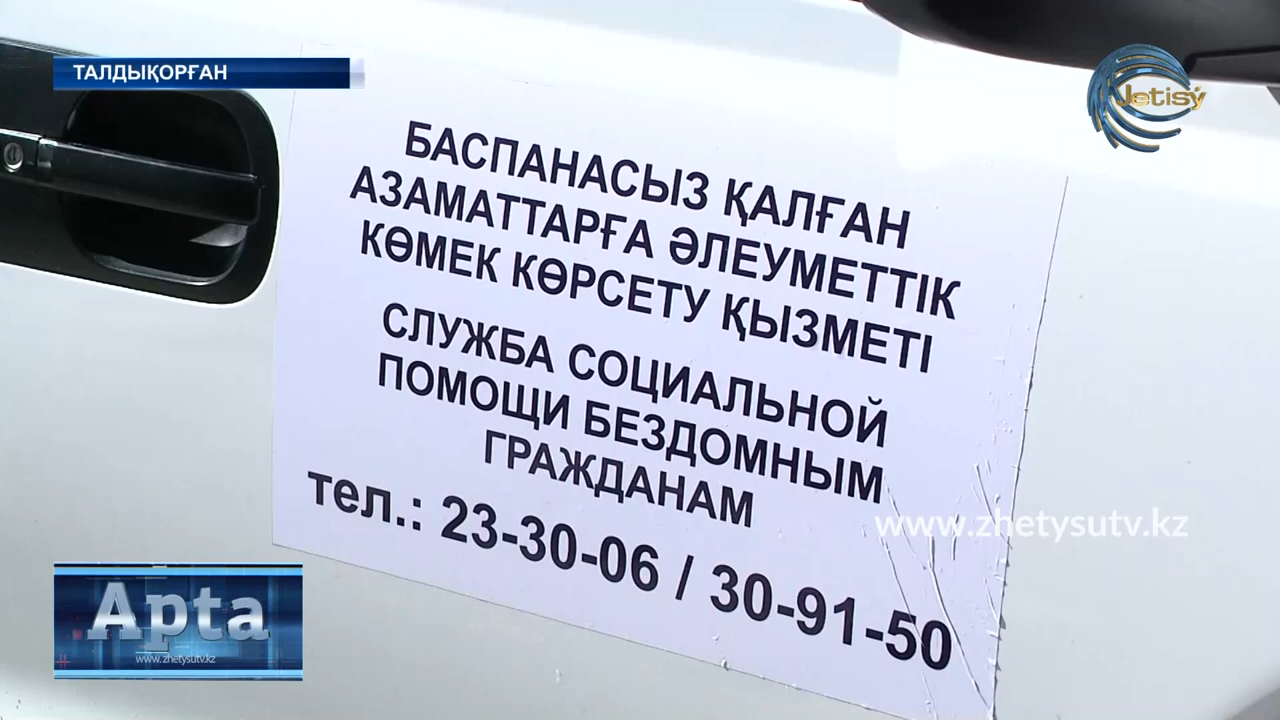 ТАЛДЫҚОРҒАН
Jetisý
БАСПАНАСЫЗ ҚАЛҒАН
АЗАМАТТАРҒА ӘЛЕУМЕТТІК
КӨМЕК КӨРСЕТУ ҚЫЗМЕТІ
СЛУЖБА СОЦИАЛЬНОЙ
ПОМОЩИ БЕЗДОМНЫМ
ГРАЖДАНАМ
тел.: 23-30-06 / 30-91-50
www.zhetysutv.kz
Apta
www.zhetysutv.kz